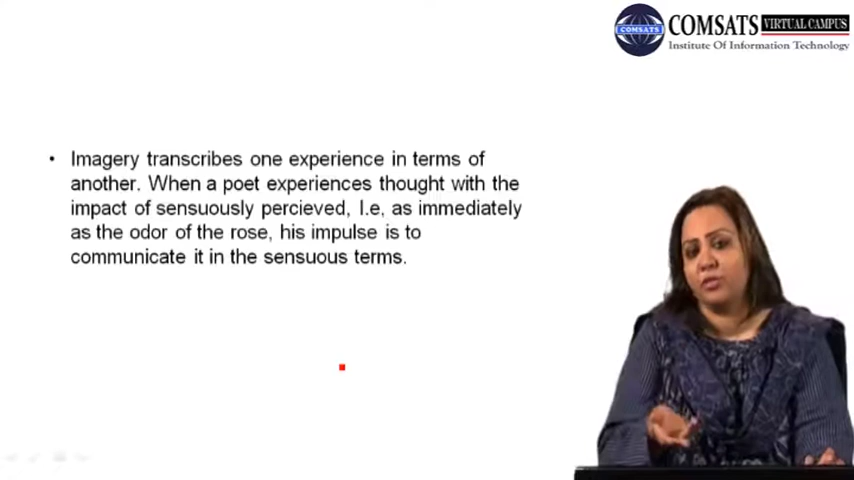 COMSATS VIRTUAL CAMPUS
COMSATS
Institute Of Information Technology
• Imagery transcribes one experience in terms of
another. When a poet experiences thought with the
impact of sensuously percieved, I.e, as immediately
as the odor of the rose, his impulse is to
communicate it in the sensuous terms.